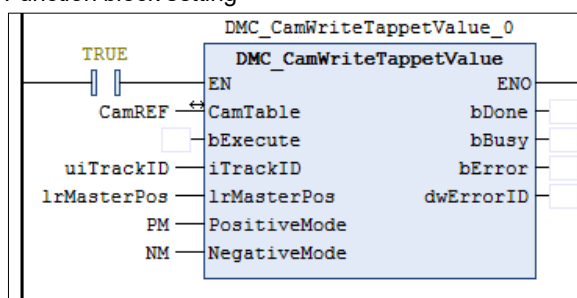 Function block setting
DMC_CamWriteTappetValue_0
TRUE
DMC_CamWriteTappetValue
EN
ENO
CamREF
CamTable
bDone
bExecute
bBusy
uiTrackID
iTrackID
bError
lrMasterPos
lrMasterPos
dwErrorID
PM
PositiveMode
NM
NegativeMode